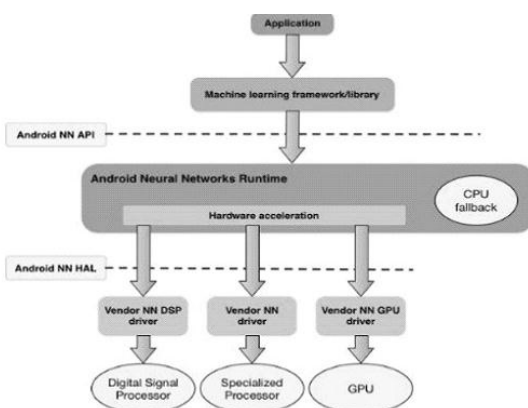 Application
Machine learning framework/library
Android NN API
Android Neural Networks Runtime
CPU
fallback
Hardware acceleration
Android NN HAL
Vendor NN DSP
driver
Vendor NN
driver
Vendor NN GPU
driver
Digital Signal
Processor
Specialized
Processor
GPU